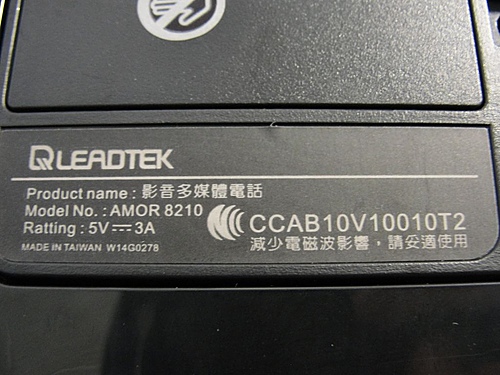 LEADTEK
Product name : 影音多媒體電話
Model No. : AMOR 8210
Ratting : 5V⎓3A
CCAB10V10010T2
MADE IN TAIWAN W14G0278
減少電磁波影響，請妥適使用